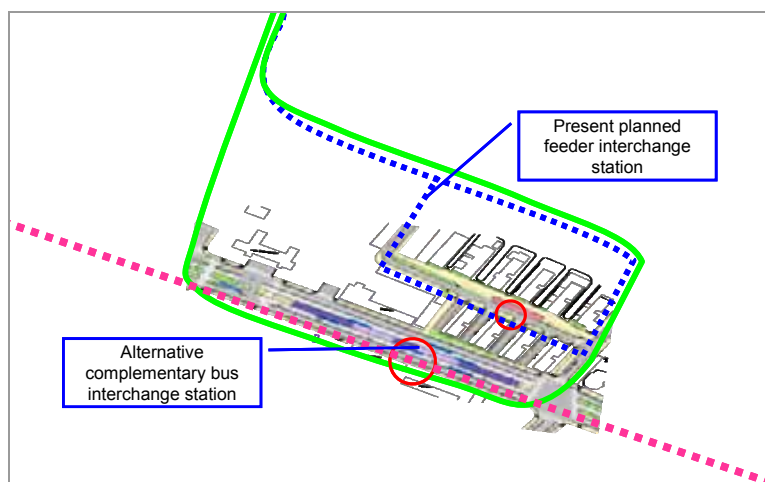 Present planned
feeder interchange
station
Alternative
complementary bus
interchange station